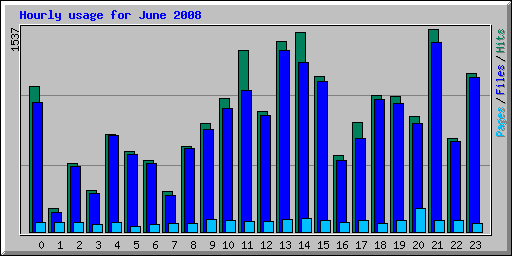 Hourly usage for June 2008
1537
Pages/Files/Hits
0 1 2 3 4 5 6 7 8 9 10 11 12 13 14 15 16 17 18 19 20 21 22 23